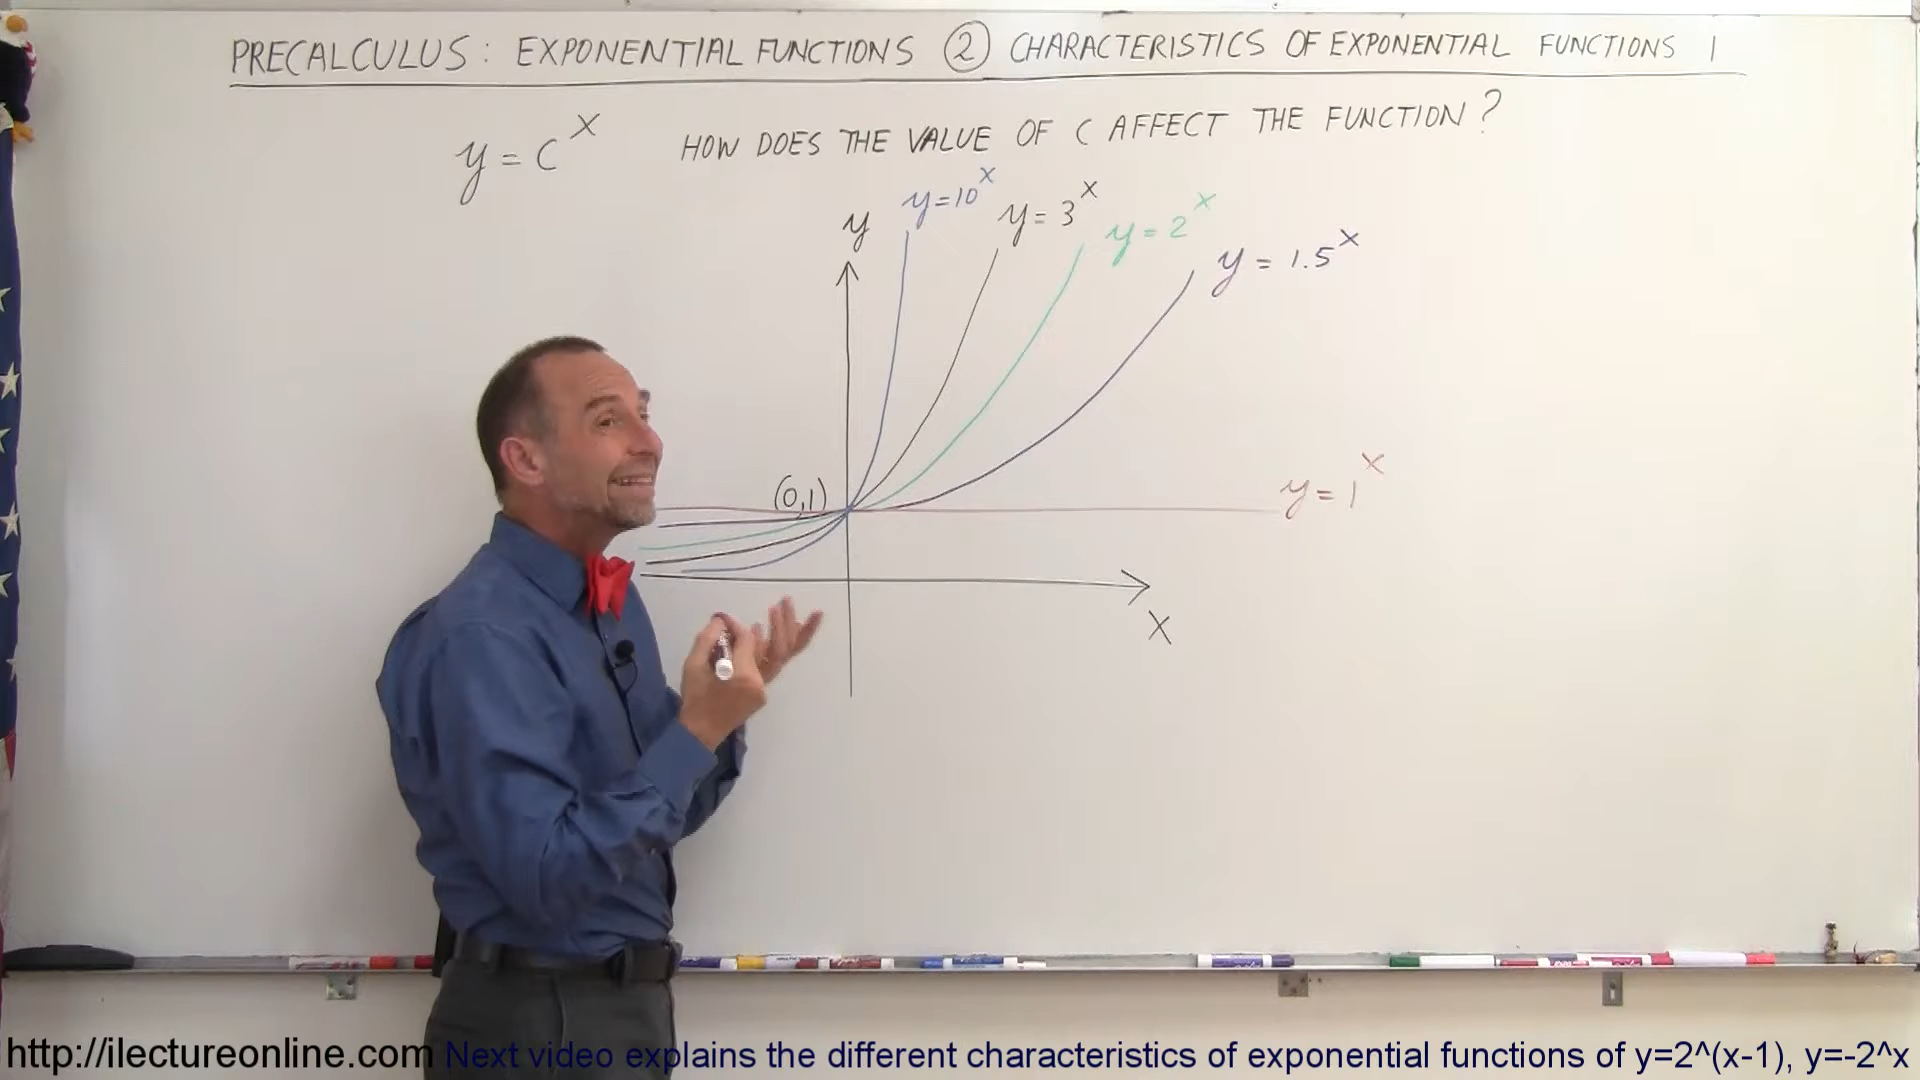 PRECALCULUS: EXPONENTIAL FUNCTIONS ② CHARACTERISTICS OF EXPONENTIAL FUNCTIONS 1
y = C^x HOW DOES THE VALUE OF C AFFECT THE FUNCTION?
y=10^x
y=3^x
y=2^x
y
y=1.5^x
y=1^x
(0,1)
x
http://ilectureonline.com Next video explains the different characteristics of exponential functions of y=2^(x-1), y=-2^x